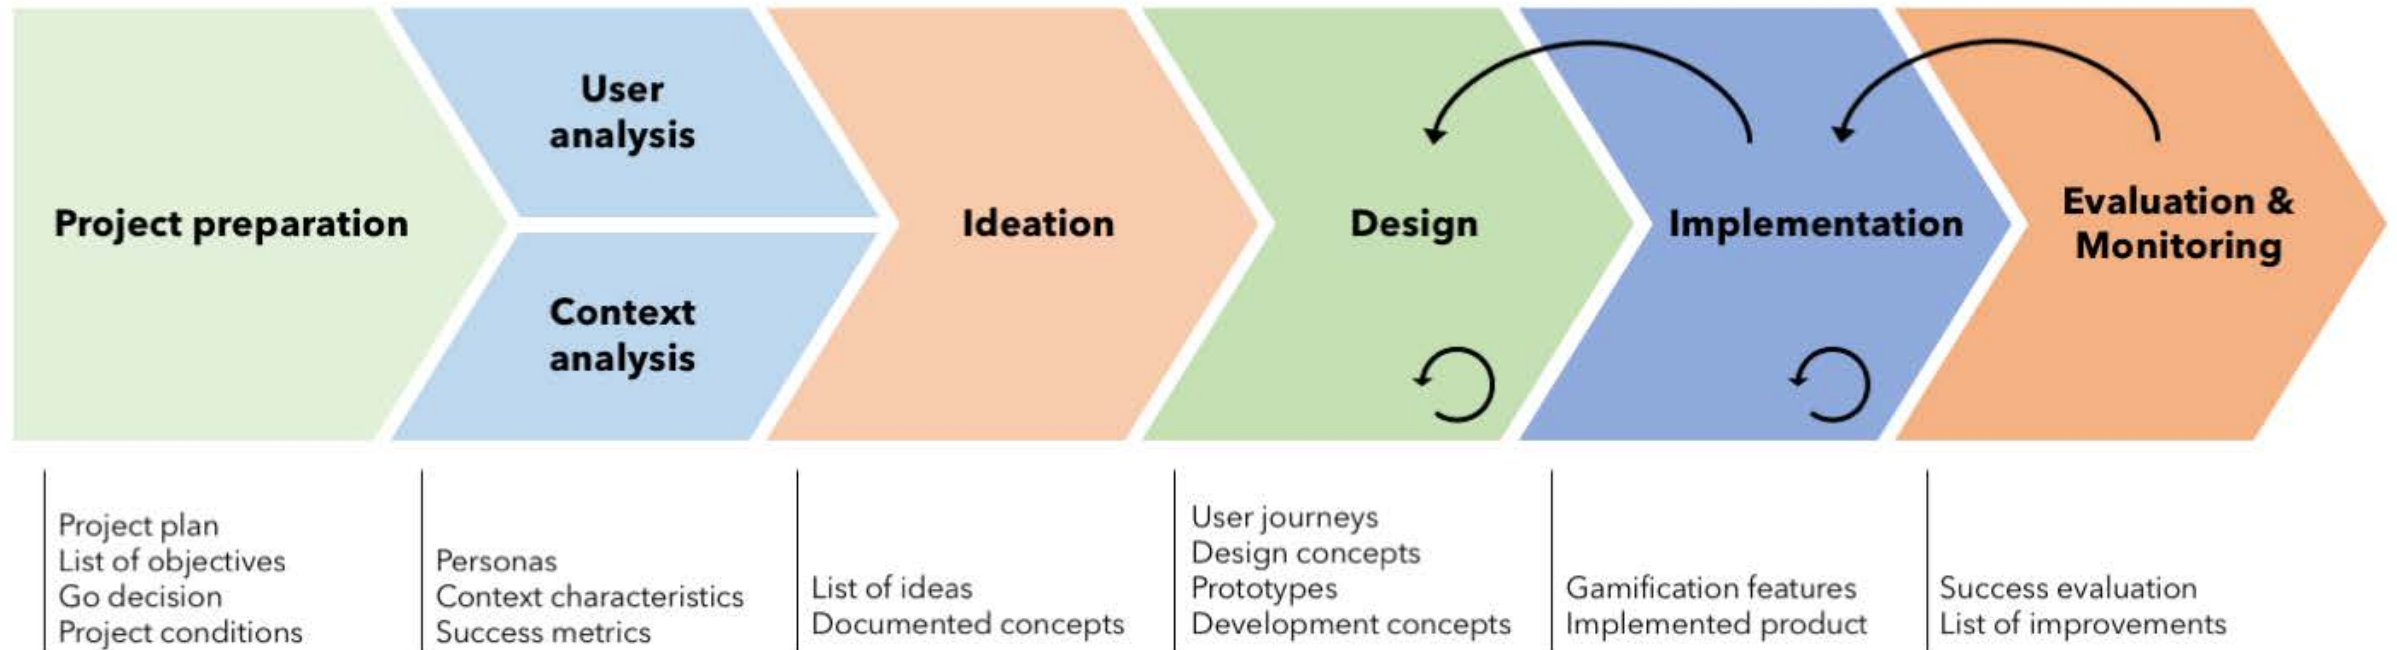 Project preparation
User
analysis
Context
analysis
Ideation
Design
Implementation
Evaluation &
Monitoring
Project plan
List of objectives
Go decision
Project conditions
Personas
Context characteristics
Success metrics
List of ideas
Documented concepts
User journeys
Design concepts
Prototypes
Development concepts
Gamification features
Implemented product
Success evaluation
List of improvements